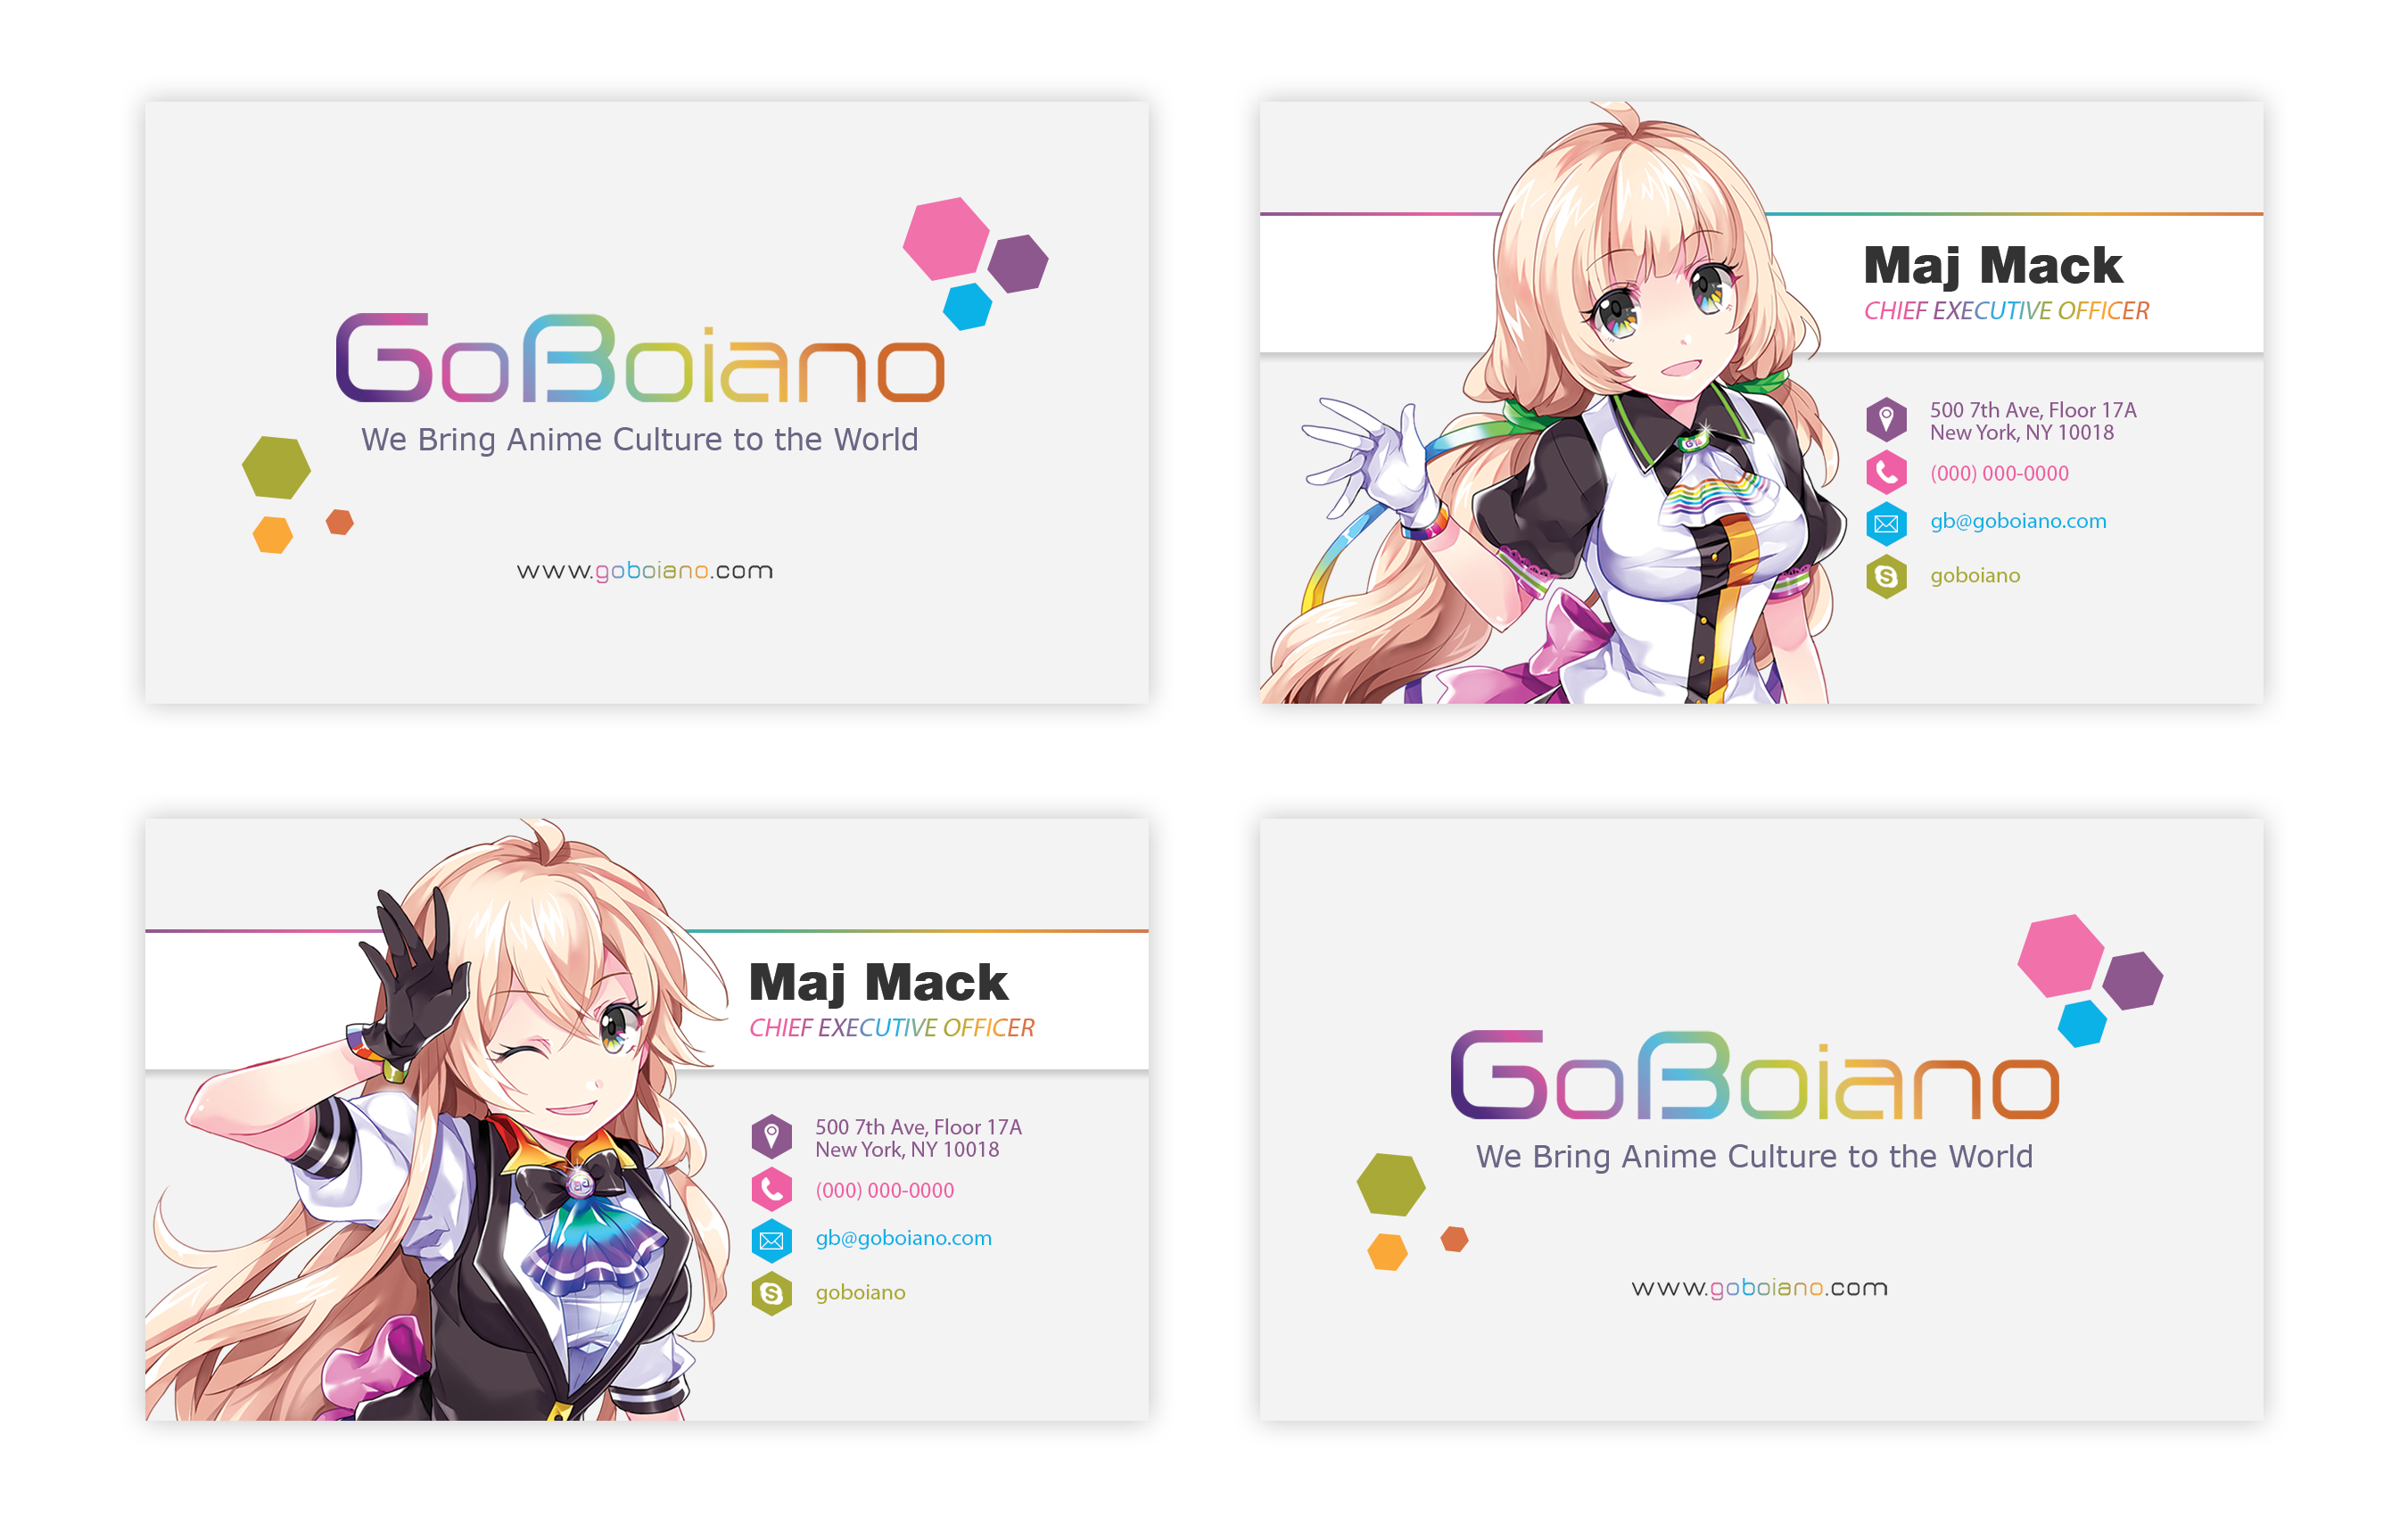 GoBoiano
We Bring Anime Culture to the World
www.goboiano.com
Maj Mack
CHIEF EXECUTIVE OFFICER
500 7th Ave, Floor 17A
New York, NY 10018
(000) 000-0000
gb@goboiano.com
goboiano
Maj Mack
CHIEF EXECUTIVE OFFICER
500 7th Ave, Floor 17A
New York, NY 10018
(000) 000-0000
gb@goboiano.com
goboiano
GoBoiano
We Bring Anime Culture to the World
www.goboiano.com